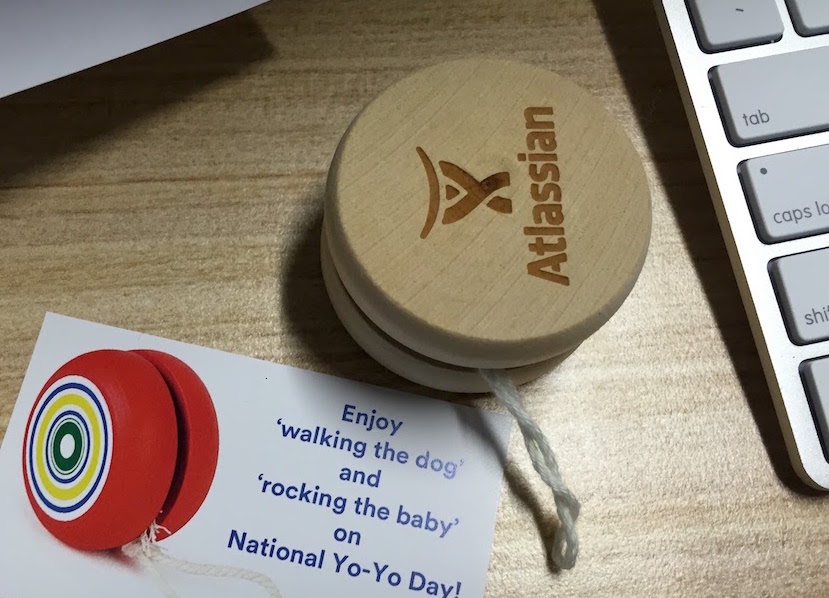 Atlassian
tab
caps lo
shi
Enjoy
‘walking the dog’
and
‘rocking the baby’
on
National Yo-Yo Day!